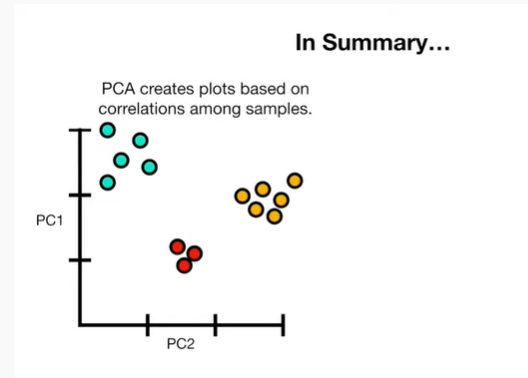 In Summary...
PCA creates plots based on
correlations among samples.
PC1
PC2